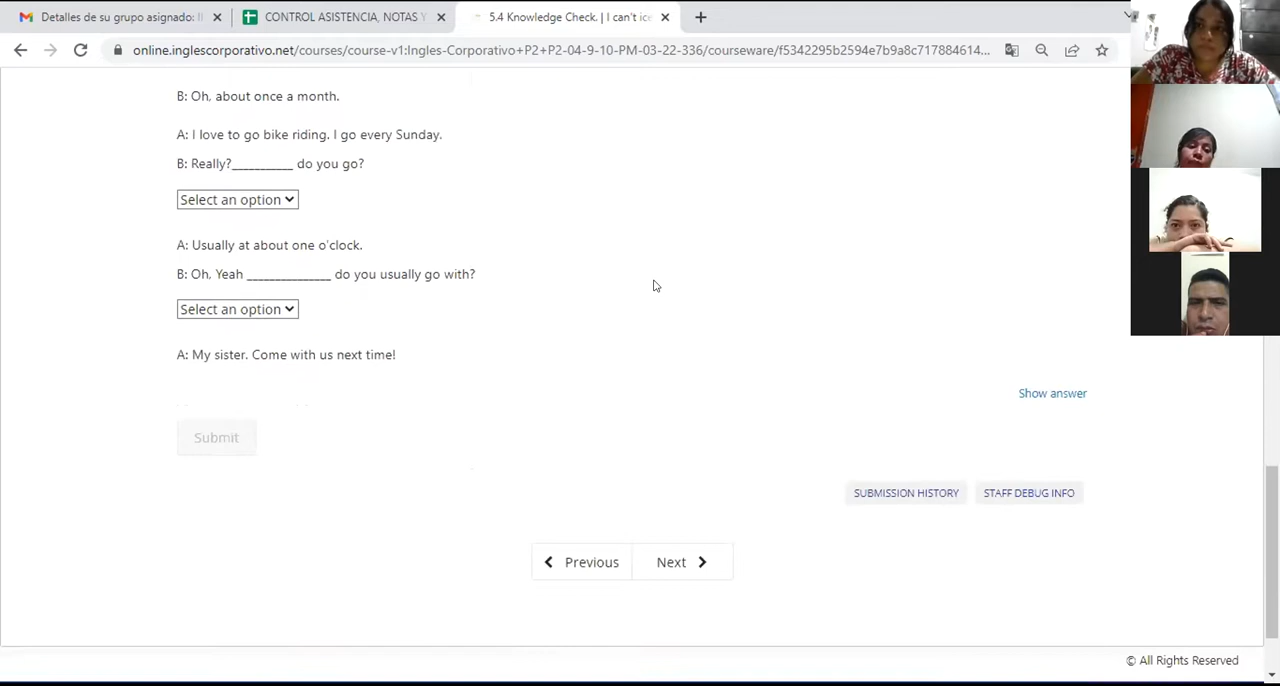 Detalles de su grupo asignado: I
CONTROL ASISTENCIA, NOTAS Y
5.4 Knowledge Check. | I can't ice
online.inglescorporativo.net/courses/course-v1:Ingles-Corporativo+P2+P2-04-9-10-PM-03-22-336/courseware/f5342295b2594e7b9a8c717884614...
B: Oh, about once a month.
A: I love to go bike riding. I go every Sunday.
B: Really?___________ do you go?
Select an option
A: Usually at about one o'clock.
B: Oh, Yeah _______________ do you usually go with?
Select an option
A: My sister. Come with us next time!
Show answer
Submit
SUBMISSION HISTORY STAFF DEBUG INFO
Previous Next
© All Rights Reserved